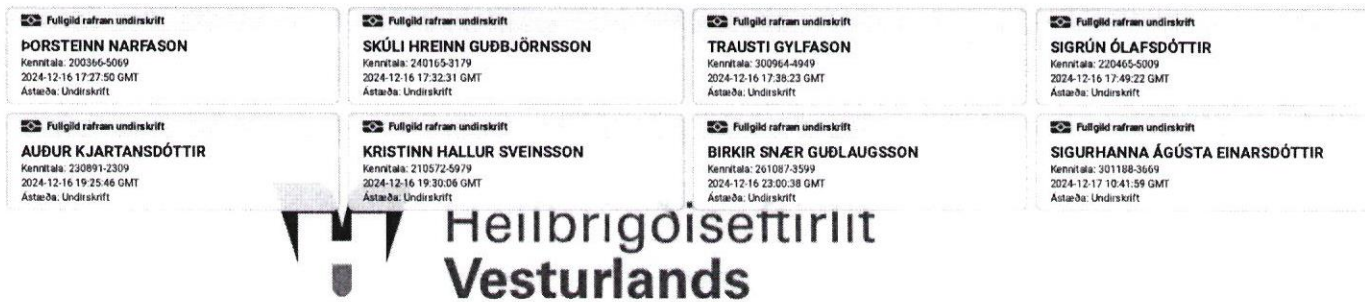 Fullgild rafræn undirskrift
ÞORSTEINN NARFASON
Kennitala: 200366-5069
2024-12-16 17:27:50 GMT
Ástæða: Undirskrift
Fullgild rafræn undirskrift
SKÚLI HREINN GUÐBJÖRNSSON
Kennitala: 240165-3179
2024-12-16 17:32:31 GMT
Ástæða: Undirskrift
Fullgild rafræn undirskrift
TRAUSTI GYLFASON
Kennitala: 300964-4949
2024-12-16 17:38:23 GMT
Ástæða: Undirskrift
Fullgild rafræn undirskrift
SIGRÚN ÓLAFSDÓTTIR
Kennitala: 220465-5009
2024-12-16 17:49:22 GMT
Ástæða: Undirskrift
Fullgild rafræn undirskrift
AUÐUR KJARTANSDÓTTIR
Kennitala: 230891-2309
2024-12-16 19:25:46 GMT
Ástæða: Undirskrift
Fullgild rafræn undirskrift
KRISTINN HALLUR SVEINSSON
Kennitala: 210572-5979
2024-12-16 19:30:06 GMT
Ástæða: Undirskrift
Fullgild rafræn undirskrift
BIRKIR SNÆR GUÐLAUGSSON
Kennitala: 261087-3599
2024-12-16 23:00:38 GMT
Ástæða: Undirskrift
Fullgild rafræn undirskrift
SIGURHANNA ÁGÚSTA EINARSDÓTTIR
Kennitala: 301188-3669
2024-12-17 10:41:59 GMT
Ástæða: Undirskrift
Heilbrigðiseftirlit
Vesturlands